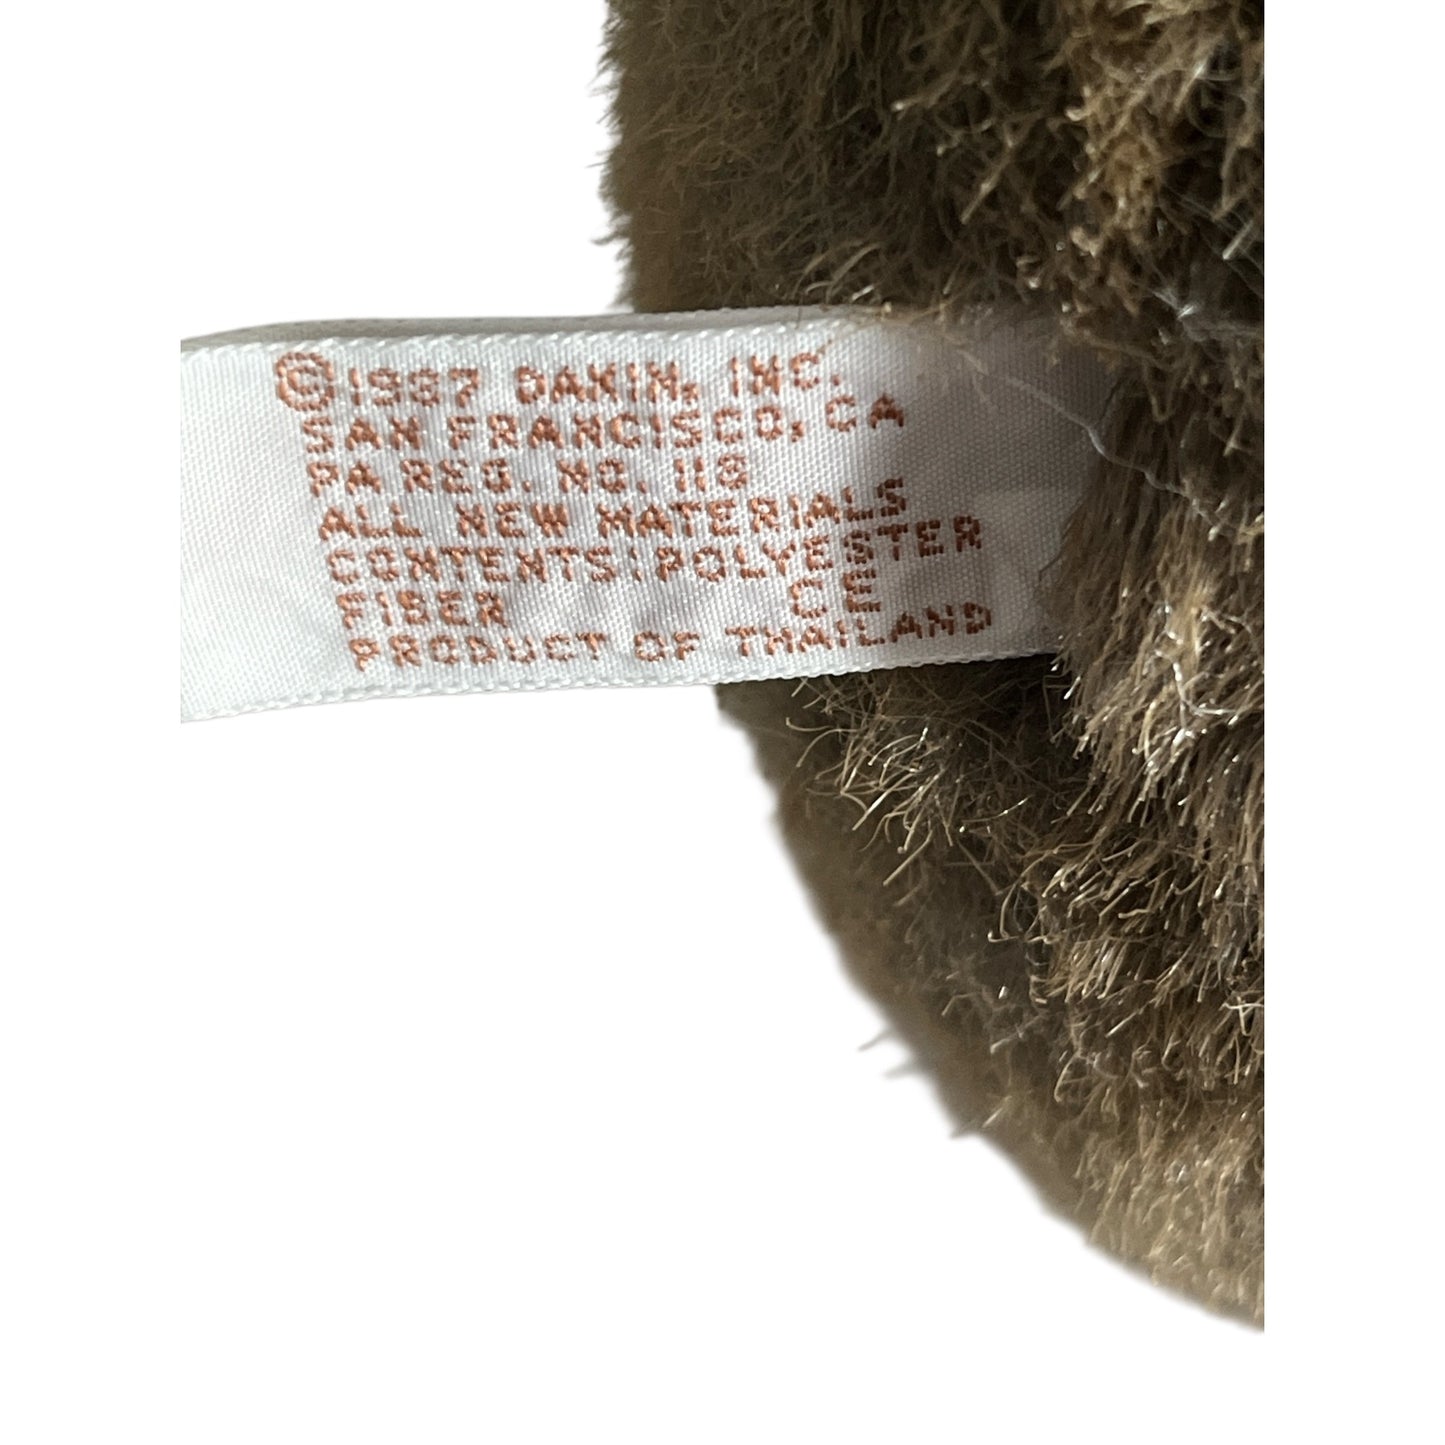 © 1987 DAKIN, INC.
SAN FRANCISCO, CA
PA REG. NO. 118
ALL NEW MATERIALS
CONTENTS: POLYESTER
FIBER CE
PRODUCT OF THAILAND